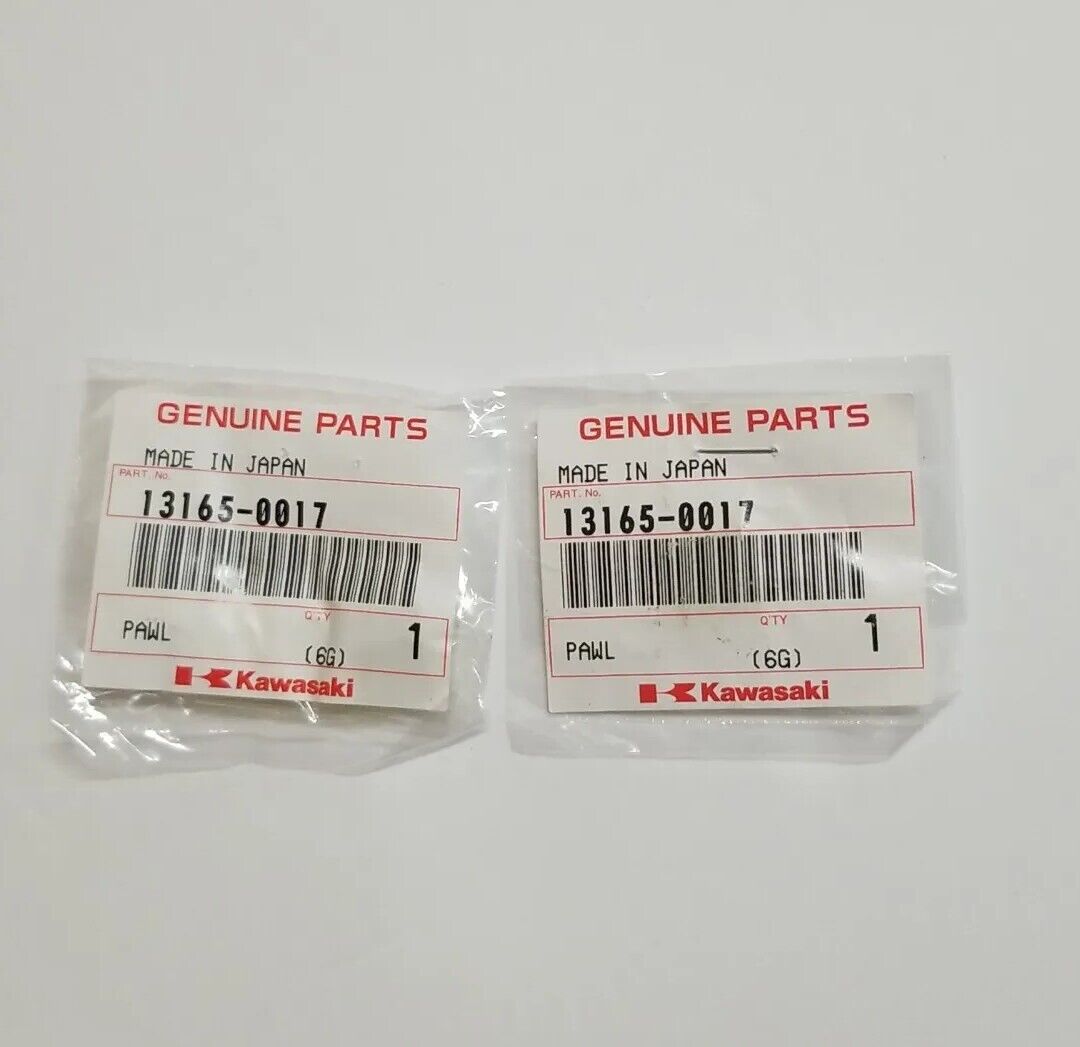 GENUINE PARTS
MADE IN JAPAN
PART. No.
13165-0017
Q'TY
PAWL (6G) 1
Kawasaki
GENUINE PARTS
MADE IN JAPAN
PART. No.
13165-0017
Q'TY
PAWL (6G) 1
Kawasaki